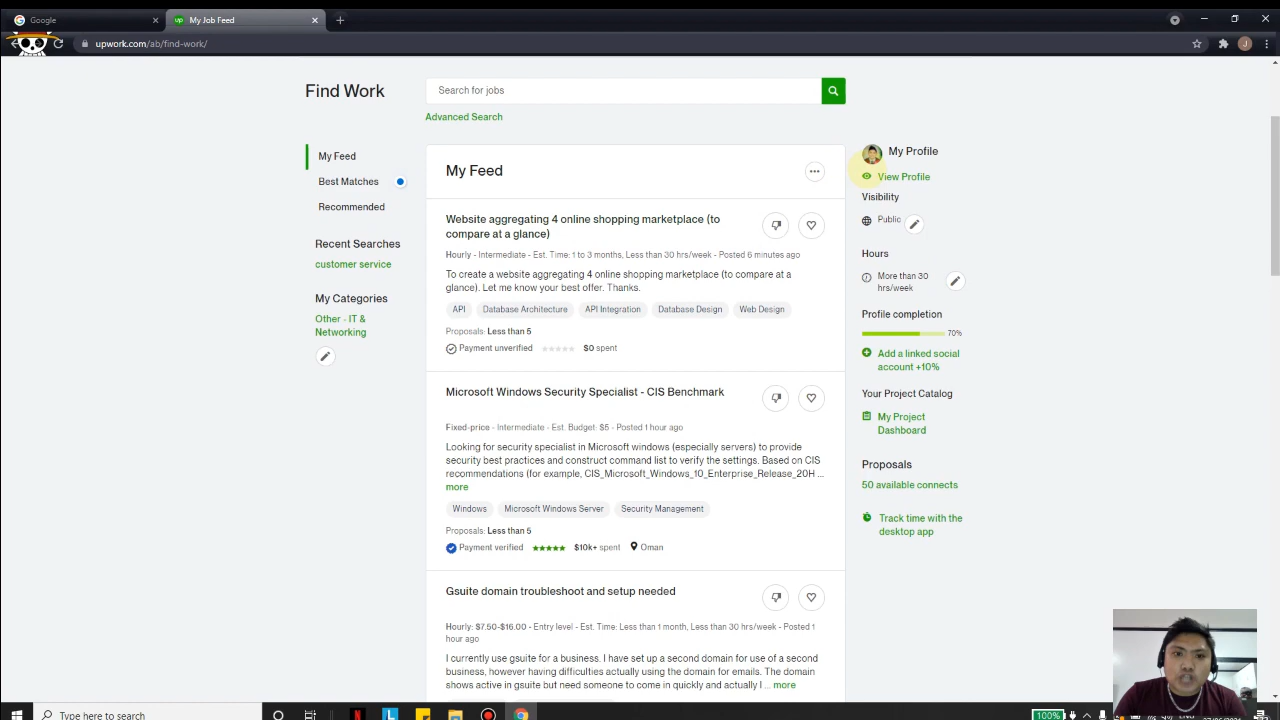 Google
up
My Job Feed
upwork.com/ab/find-work/
J
Find Work
Search for jobs
Advanced Search
My Feed
Best Matches
Recommended
Recent Searches
customer service
My Categories
Other - IT &
Networking
My Feed
Website aggregating 4 online shopping marketplace (to
compare at a glance)
Hourly - Intermediate - Est. Time: 1 to 3 months, Less than 30 hrs/week - Posted 6 minutes ago
To create a website aggregating 4 online shopping marketplace (to compare at a
glance). Let me know your best offer. Thanks.
API Database Architecture API Integration Database Design Web Design
Proposals: Less than 5
Payment unverified $0 spent
Microsoft Windows Security Specialist - CIS Benchmark
Fixed-price - Intermediate - Est. Budget: $5 - Posted 1 hour ago
Looking for security specialist in Microsoft windows (especially servers) to provide
security best practices and construct command list to verify the settings. Based on CIS
recommendations (for example, CIS_Microsoft_Windows_10_Enterprise_Release_20H ...
more
Windows Microsoft Windows Server Security Management
Proposals: Less than 5
Payment verified $10k+ spent Oman
Gsuite domain troubleshoot and setup needed
Hourly: $7.50-$16.00 - Entry level - Est. Time: Less than 1 month, Less than 30 hrs/week - Posted 1
hour ago
I currently use gsuite for a business. I have set up a second domain for use of a second
business, however having difficulties actually using the domain for emails. The domain
shows active in gsuite but need someone to come in quickly and actually I ... more
My Profile
View Profile
Visibility
Public
Hours
More than 30
hrs/week
Profile completion
70%
Add a linked social
account +10%
Your Project Catalog
My Project
Dashboard
Proposals
50 available connects
Track time with the
desktop app
Type here to search
100%